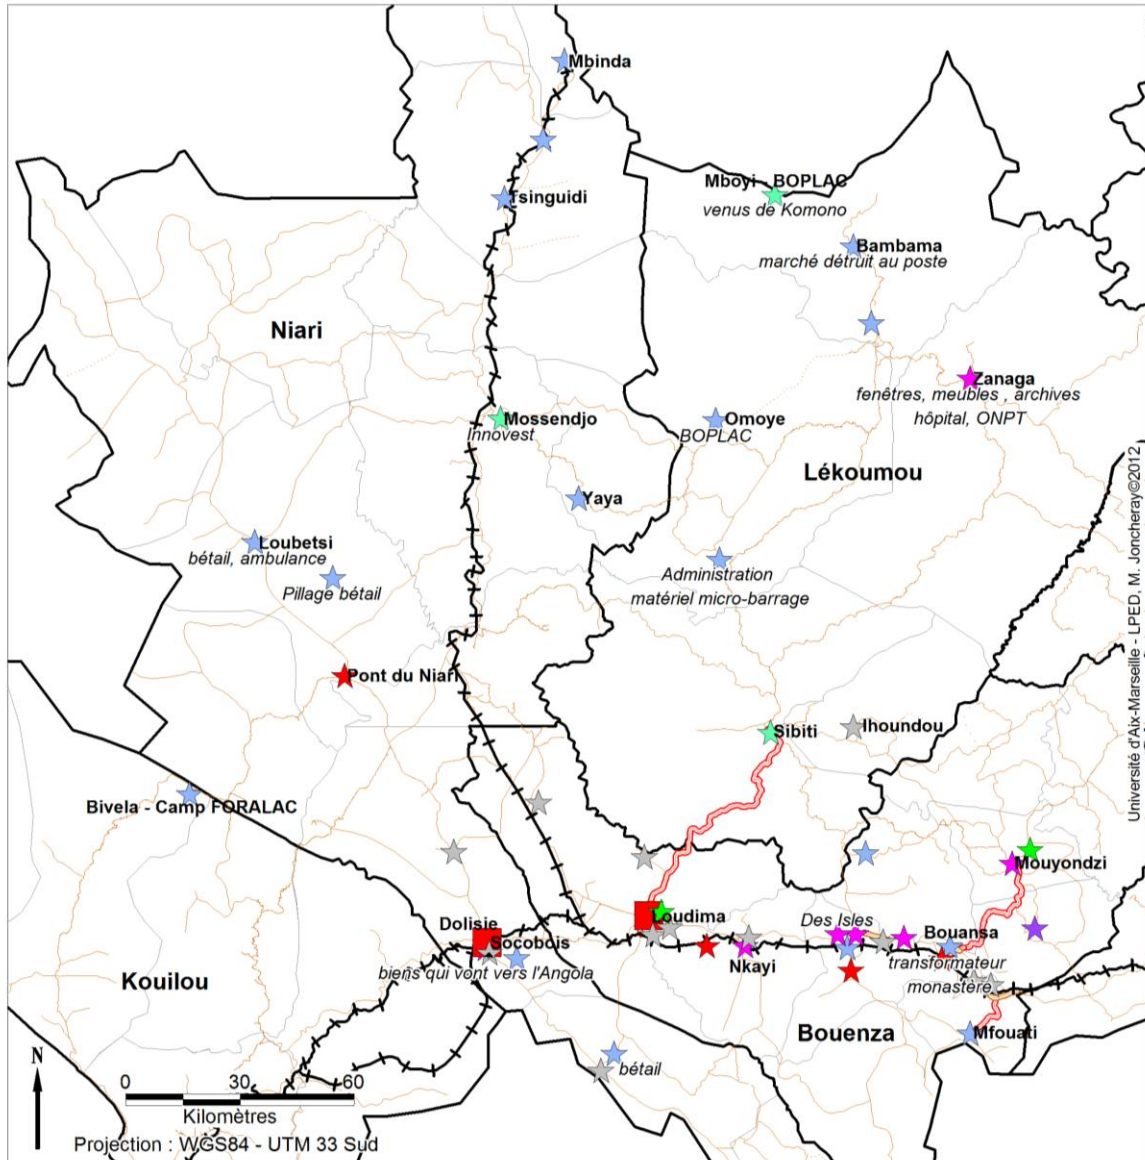 Mbinda
Tsinguidi
Mboyi - BOPLAC
venus de Komono
Bambama
marché détruit au poste
Niari
Zanaga
fenêtres, meubles , archives
hôpital, ONPT
Mossendjo
Innovest
Omoye
BOPLAC
Lékoumou
Yaya
Loubetsi
bétail, ambulance
Pillage bétail
Administration
matériel micro-barrage
Pont du Niari
Sibiti
Ihoundou
Bivela - Camp FORALAC
Mouyondzi
Dolisie
Socobois
Loudima
Des Isles
Bouansa
biens qui vont vers l'Angola
Nkayi
transformateur
monastère
Kouilou
Bouenza
Mfouati
bétail
N
0 30 60
Kilomètres
Projection : WGS84 - UTM 33 Sud
Université d'Aix-Marseille - LPED, M. Joncheray©2012